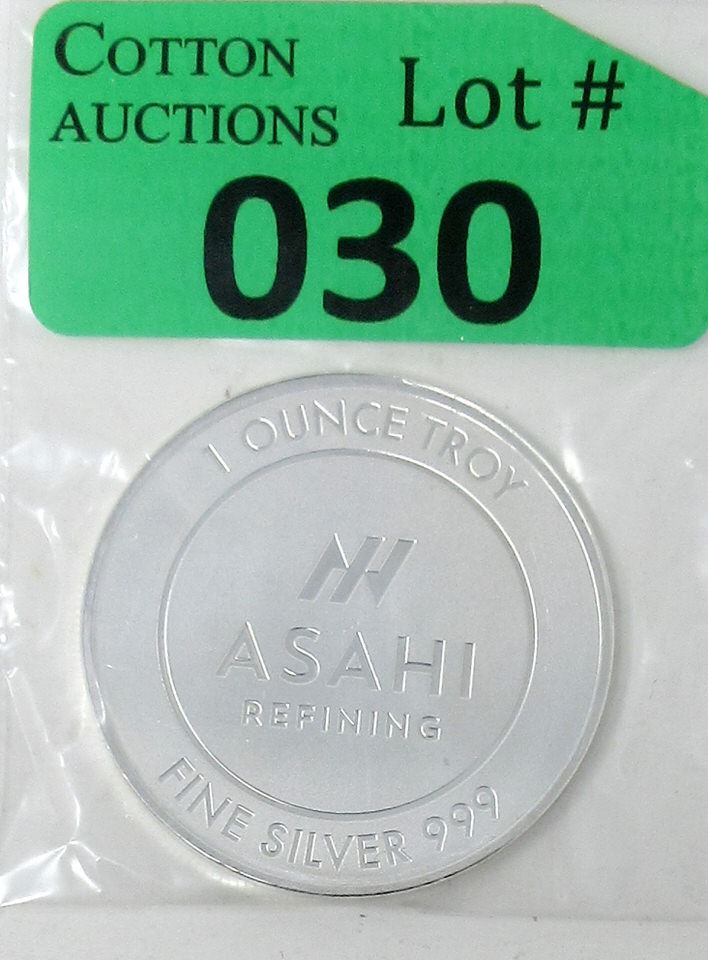 COTTON
AUCTIONS
Lot #
030
1 OUNCE TROY
ASAHI
REFINING
FINE SILVER 999